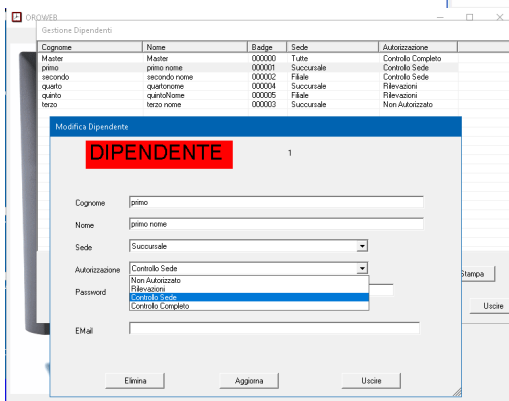 OROWEB
Gestione Dipendenti
Cognome Nome Badge Sede Autorizzazione
Master Master 000000 Tutte Controllo Completo
primo primo nome 000001 Succursale Controllo Sede
secondo secondo nome 000002 Filiale Controllo Sede
quarto quartonome 000004 Succursale Rilevazioni
quinto quintoNome 000005 Filiale Rilevazioni
terzo terzo nome 000003 Succursale Non Autorizzato
Modifica Dipendente
DIPENDENTE 1
Cognome primo
Nome primo nome
Sede Succursale
Autorizzazione Controllo Sede
Non Autorizzato
Rilevazioni
Controllo Sede
Controllo Completo
Password
EMail
Elimina Aggiorna Uscire
Stampa
Uscire